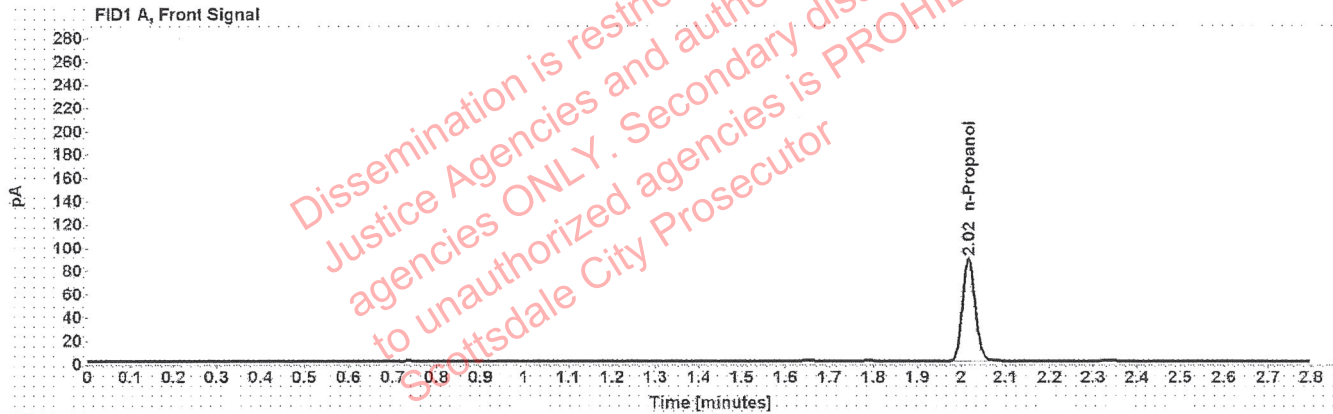 FID1 A, Front Signal
280
260
240
220
200
180
160
140
120
100
80
60
40
20
0
pA
2.02 n-Propanol
0 0.1 0.2 0.3 0.4 0.5 0.6 0.7 0.8 0.9 1 1.1 1.2 1.3 1.4 1.5 1.6 1.7 1.8 1.9 2 2.1 2.2 2.3 2.4 2.5 2.6 2.7 2.8
Time [minutes]
Dissemination is
Justice Agencies and
agencies ONLY. Secondary
to unauthorized agencies is
Scottsdale City Prosecutor